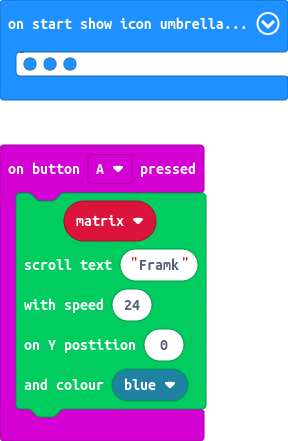 on start show icon umbrella...
on button A pressed
matrix
scroll text "Framk"
with speed 24
on Y postition 0
and colour blue